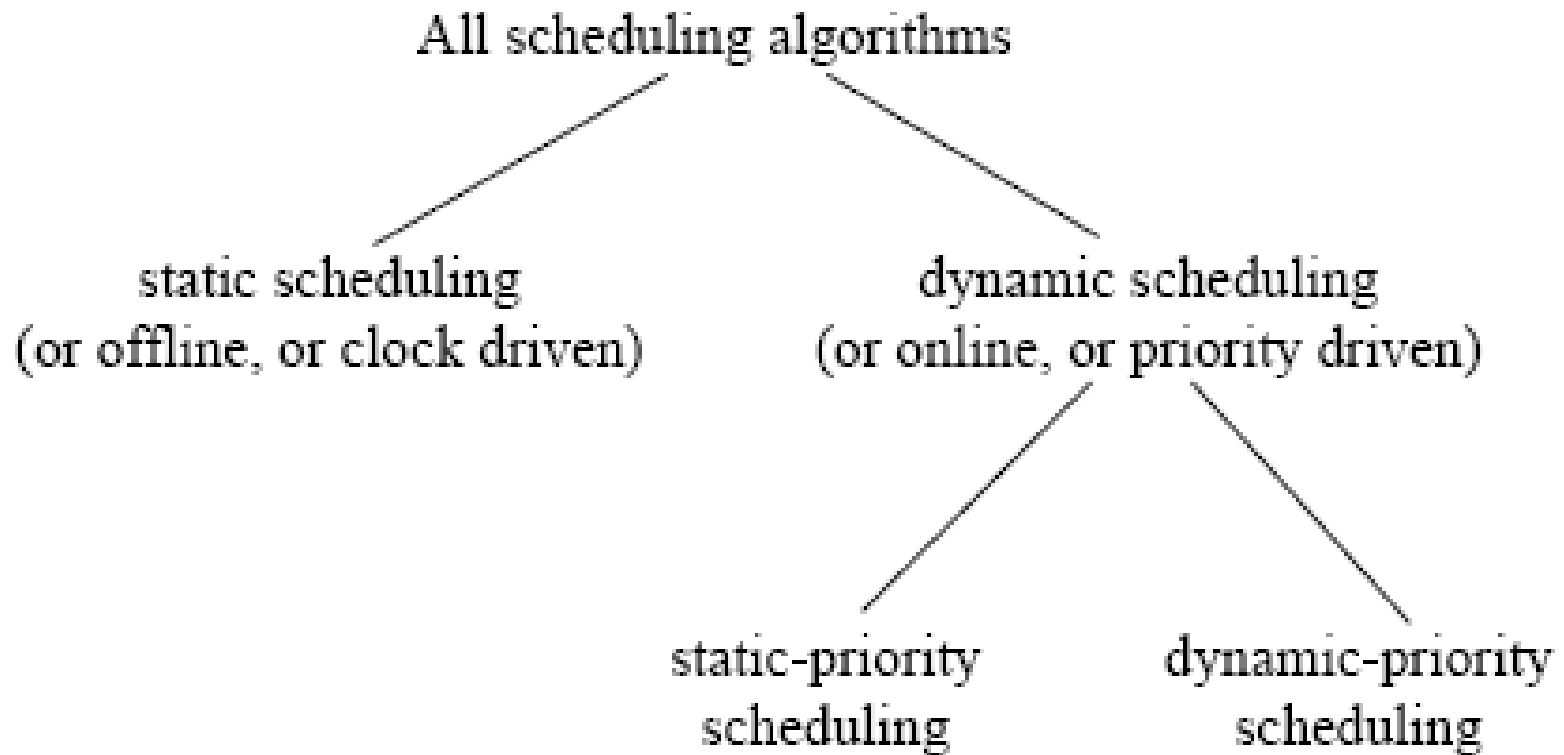 All scheduling algorithms
static scheduling
(or offline, or clock driven)
dynamic scheduling
(or online, or priority driven)
static-priority
scheduling
dynamic-priority
scheduling